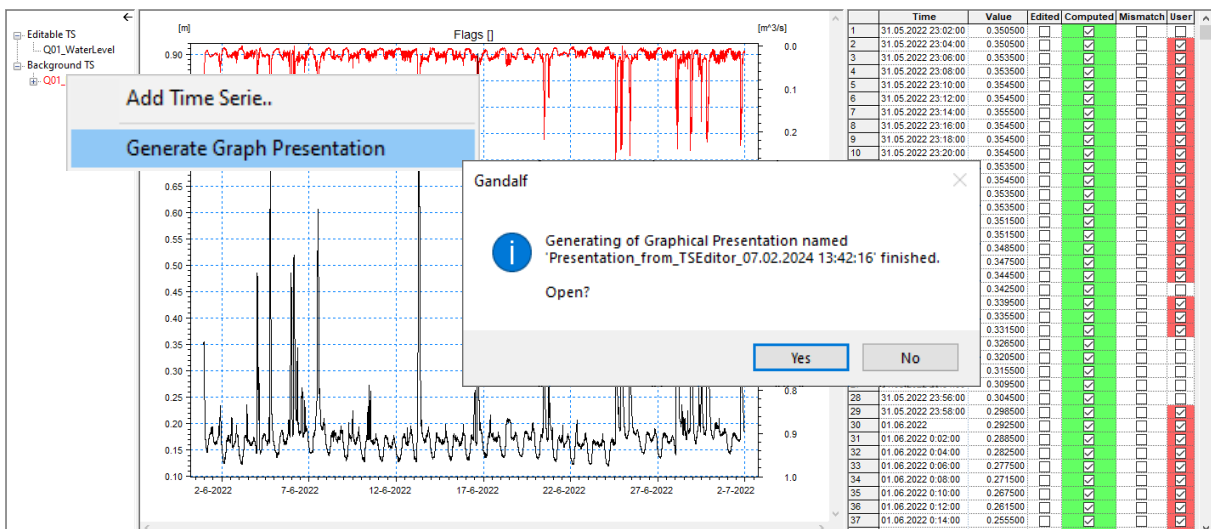 Editable TS
Q01_WaterLevel
Background TS
Q01_
Add Time Serie..
Generate Graph Presentation
[m]
Flags []
[m^3/s]
0.90
0.65
0.60
0.55
0.50
0.45
0.40
0.35
0.30
0.25
0.20
0.15
0.10
0.0
0.1
0.2
0.8
0.9
1.0
2-6-2022 7-6-2022 12-6-2022 17-6-2022 22-6-2022 27-6-2022 2-7-2022
Gandalf
Generating of Graphical Presentation named
'Presentation_from_TSEditor_07.02.2024 13:42:16' finished.
Open?
Yes No
Time Value Edited Computed Mismatch User
1 31.05.2022 23:02:00 0.350500
2 31.05.2022 23:04:00 0.350500
3 31.05.2022 23:06:00 0.353500
4 31.05.2022 23:08:00 0.353500
5 31.05.2022 23:10:00 0.354500
6 31.05.2022 23:12:00 0.354500
7 31.05.2022 23:14:00 0.355500
8 31.05.2022 23:16:00 0.354500
9 31.05.2022 23:18:00 0.354500
10 31.05.2022 23:20:00 0.354500
0.353500
0.354500
0.353500
0.353500
0.351500
0.351500
0.348500
0.347500
0.344500
0.342500
0.339500
0.335500
0.331500
0.326500
0.320500
0.315500
0.309500
28 31.05.2022 23:56:00 0.304500
29 31.05.2022 23:58:00 0.298500
30 01.06.2022 0.292500
31 01.06.2022 0:02:00 0.288500
32 01.06.2022 0:04:00 0.282500
33 01.06.2022 0:06:00 0.277500
34 01.06.2022 0:08:00 0.271500
35 01.06.2022 0:10:00 0.267500
36 01.06.2022 0:12:00 0.261500
37 01.06.2022 0:14:00 0.255500